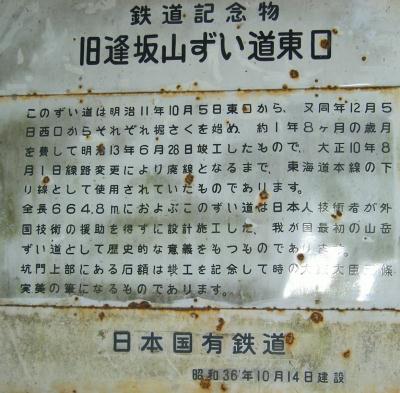 鉄道記念物
旧逢坂山ずい道東口
このずい道は明治11年10月5日東口から、又同年12月5
日西口からそれぞれ掘さくを始め、約1年8ヶ月の歳月
を費して明治13年6月28日竣工したもので、大正10年8
月1日線路変更により廃線となるまで、東海道本線の下
り線として使用されていたものであります。
全長664.8mにおよぶこのずい道は日本人技術者が外
国技術の援助を得ずに設計施工した、我が国最初の山岳
ずい道として歴史的な意義をもつものであります。
坑門上部にある石額は竣工を記念して時の太政大臣三條
実美の筆になるものであります。
日本国有鉄道
昭和36年10月14日建設